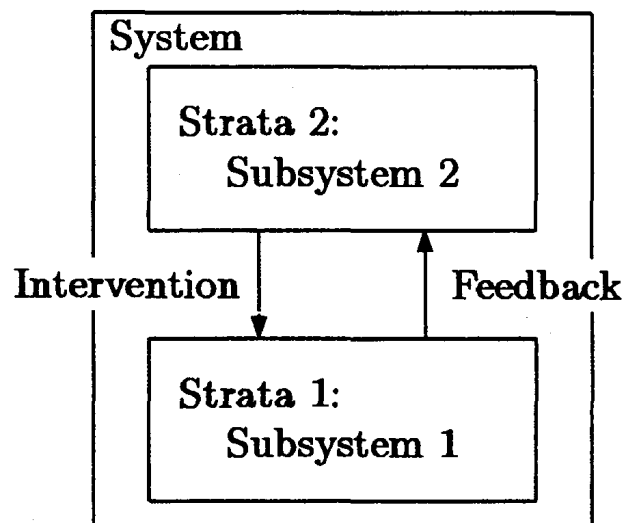 System
Strata 2:
Subsystem 2
Intervention
Feedback
Strata 1:
Subsystem 1